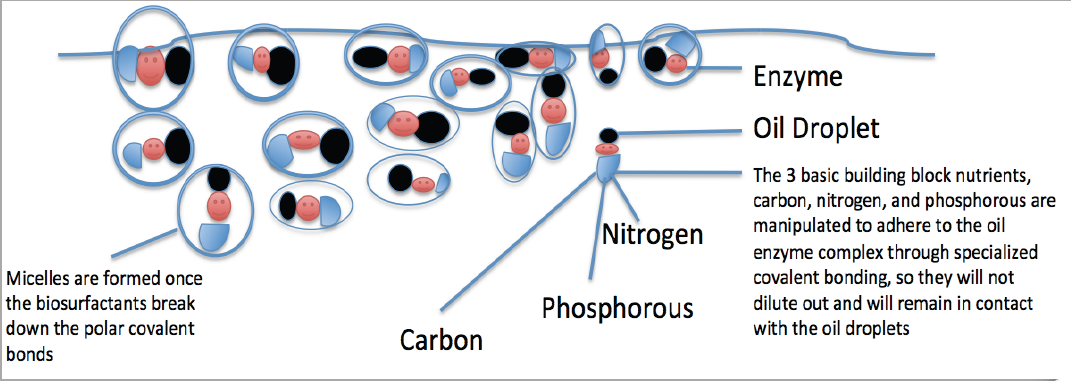 Enzyme
Oil Droplet
The 3 basic building block nutrients,
carbon, nitrogen, and phosphorous are
manipulated to adhere to the oil
enzyme complex through specialized
covalent bonding, so they will not
dilute out and will remain in contact
with the oil droplets
Nitrogen
Phosphorous
Carbon
Micelles are formed once
the biosurfactants break
down the polar covalent
bonds